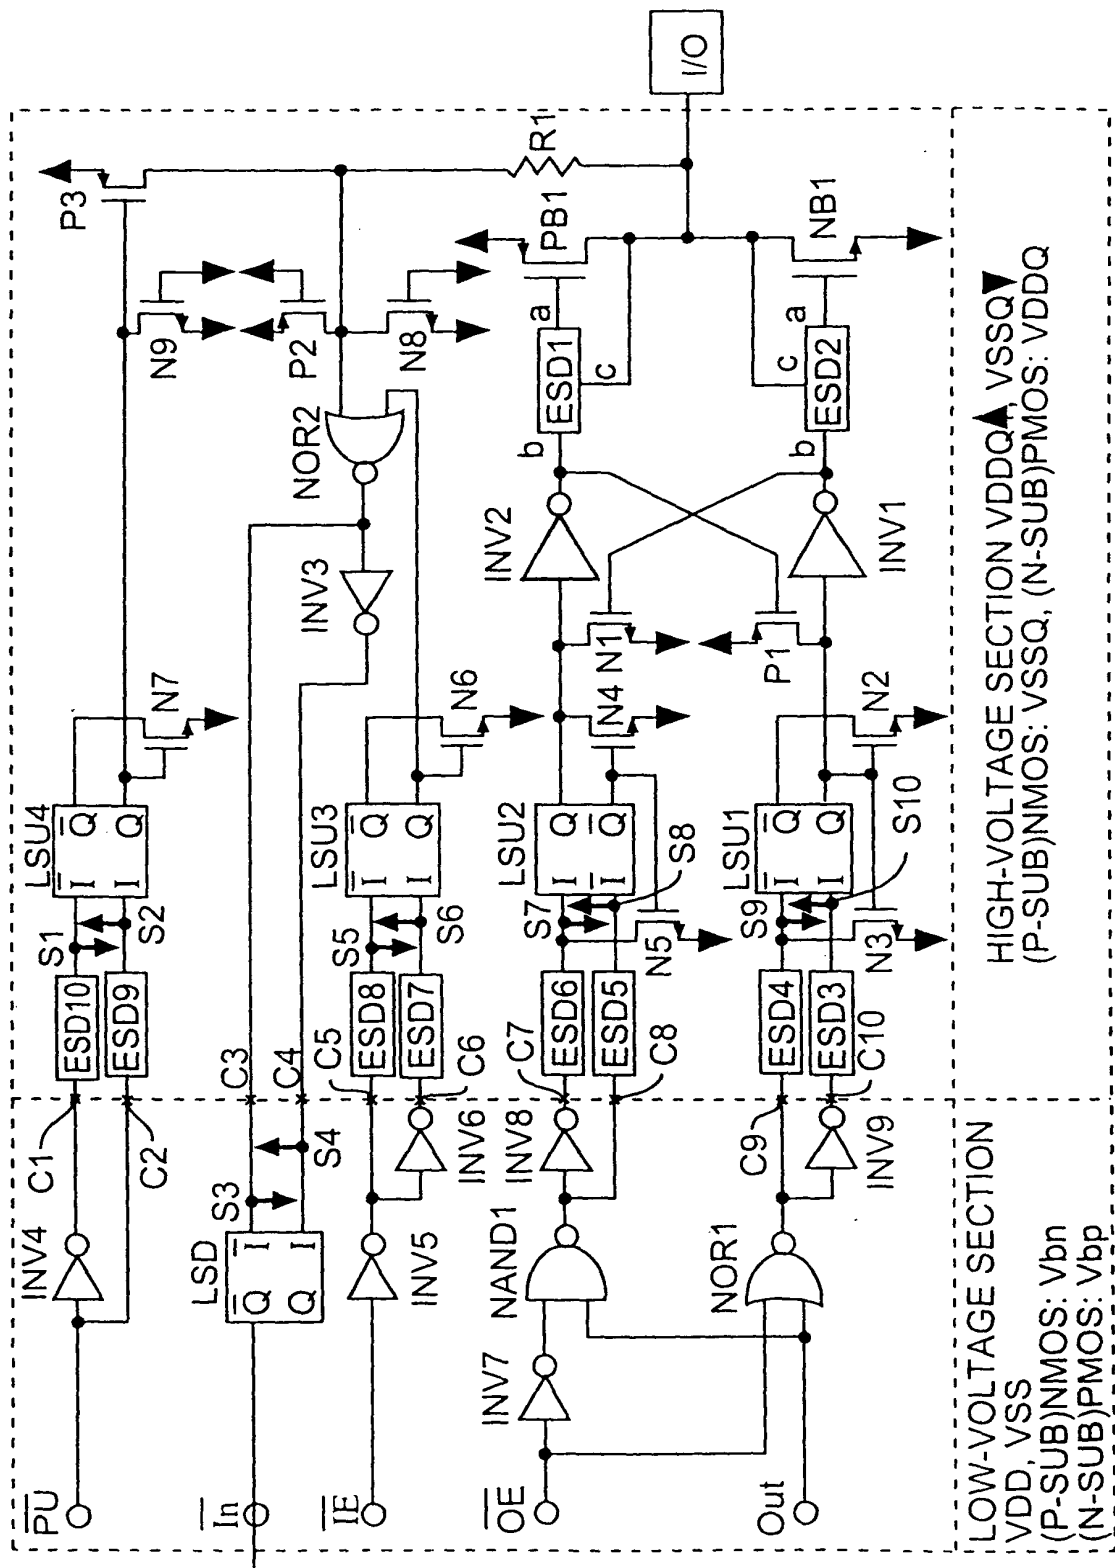 PU
In
IE
OE
Out
INV4
C1
C2
ESD10
ESD9
S1
S2
LSU4
I
I
Q
Q
N7
P3
N9
P2
N8
R1
I/O
LSD
Q
Q
I
I
S3
S4
C3
C4
INV3
NOR2
INV5
INV6
C5
C6
ESD8
ESD7
S5
S6
LSU3
I
I
Q
Q
N6
INV7
NAND1
INV8
C7
C8
ESD6
ESD5
S7
S8
LSU2
I
I
Q
Q
N5
N4
N1
INV2
b
ESD1
a
c
PB1
NOR1
INV9
C9
C10
ESD4
ESD3
S9
S10
LSU1
I
I
Q
Q
N3
N2
P1
INV1
b
ESD2
a
c
NB1
LOW-VOLTAGE SECTION
VDD, VSS
(P-SUB)NMOS: Vbn
(N-SUB)PMOS: Vbp
HIGH-VOLTAGE SECTION VDDQ , VSSQ
(P-SUB)NMOS: VSSQ, (N-SUB)PMOS: VDDQ